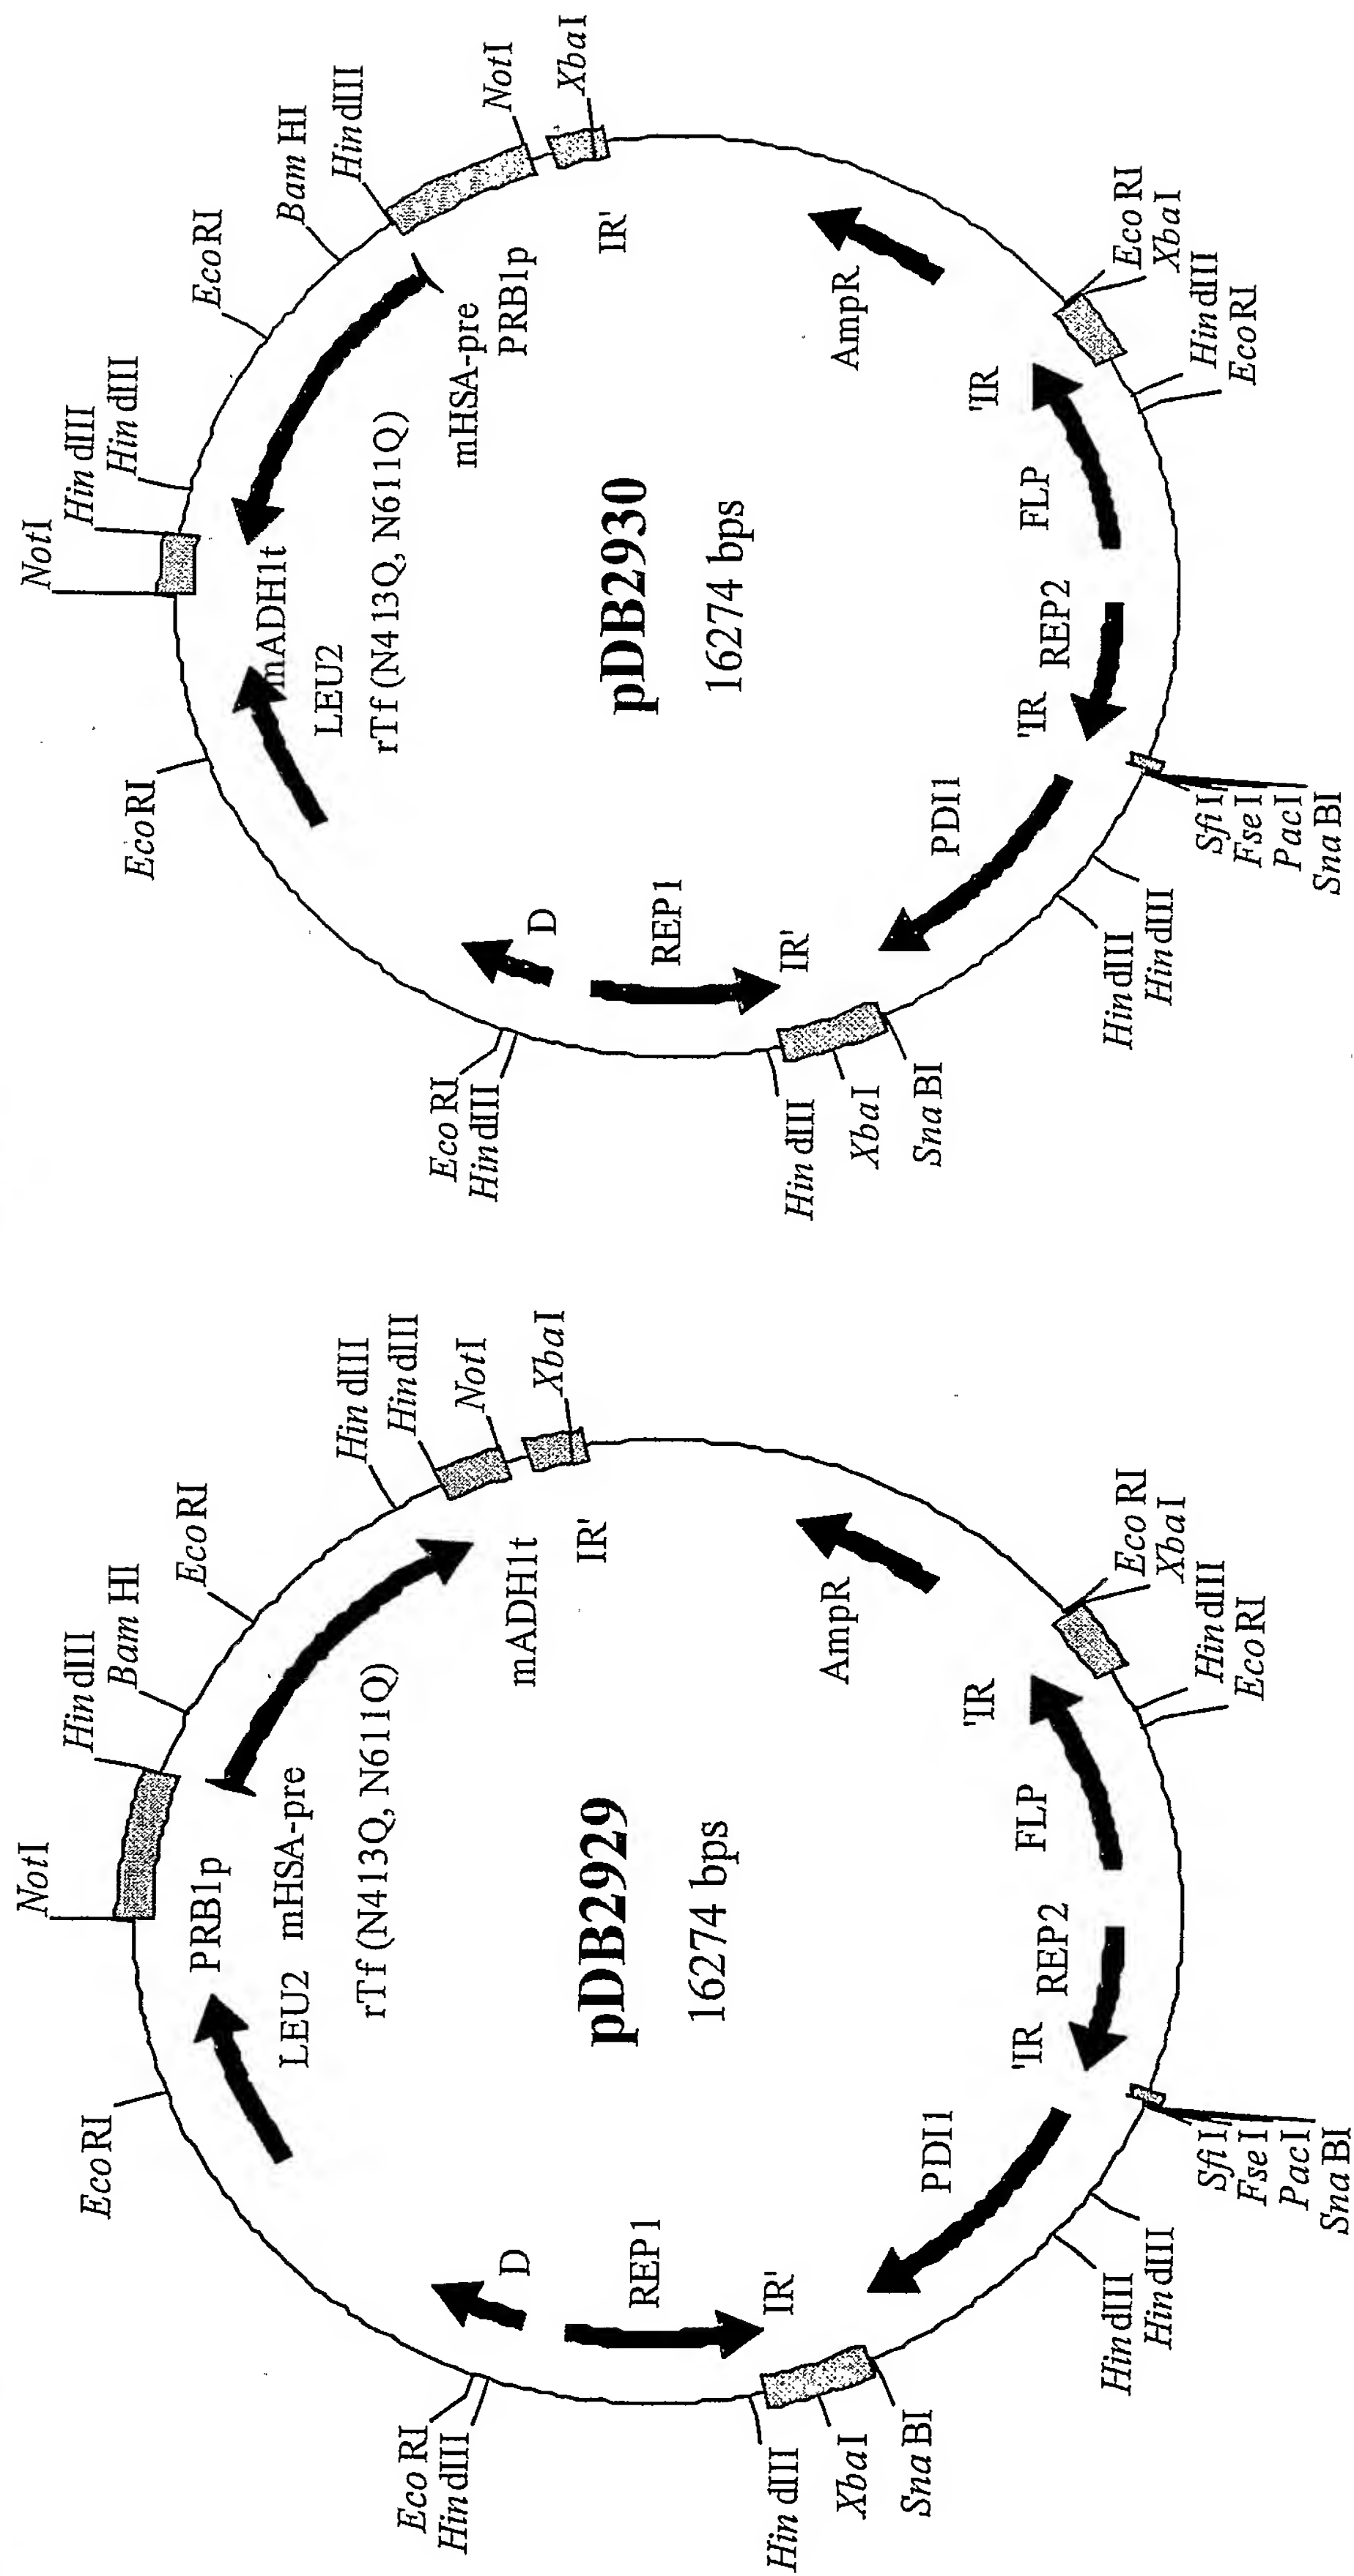 NotI
HindIII
BamHI
EcoRI
HindIII
HindIII
NotI
XbaI
EcoRI
PRB1p
LEU2 mHSA-pre
rTf (N413Q, N611Q)
mADH1t
IR'
pDB2929
16274 bps
AmpR
D
REP1
IR'
PDI1
'IR
REP2
FLP
'IR
EcoRI
HindIII
HindIII
XbaI
SnaBI
HindIII
HindIII
SfiI
FseI
PacI
SnaBI
EcoRI
XbaI
HindIII
EcoRI
NotI
HindIII
HindIII
EcoRI
BamHI
HindIII
NotI
XbaI
EcoRI
mADH1t
LEU2
rTf (N413Q, N611Q)
mHSA-pre
PRB1p
IR'
pDB2930
16274 bps
AmpR
D
REP1
IR'
PDI1
'IR
REP2
FLP
'IR
EcoRI
HindIII
HindIII
XbaI
SnaBI
HindIII
HindIII
SfiI
FseI
PacI
SnaBI
EcoRI
XbaI
HindIII
EcoRI